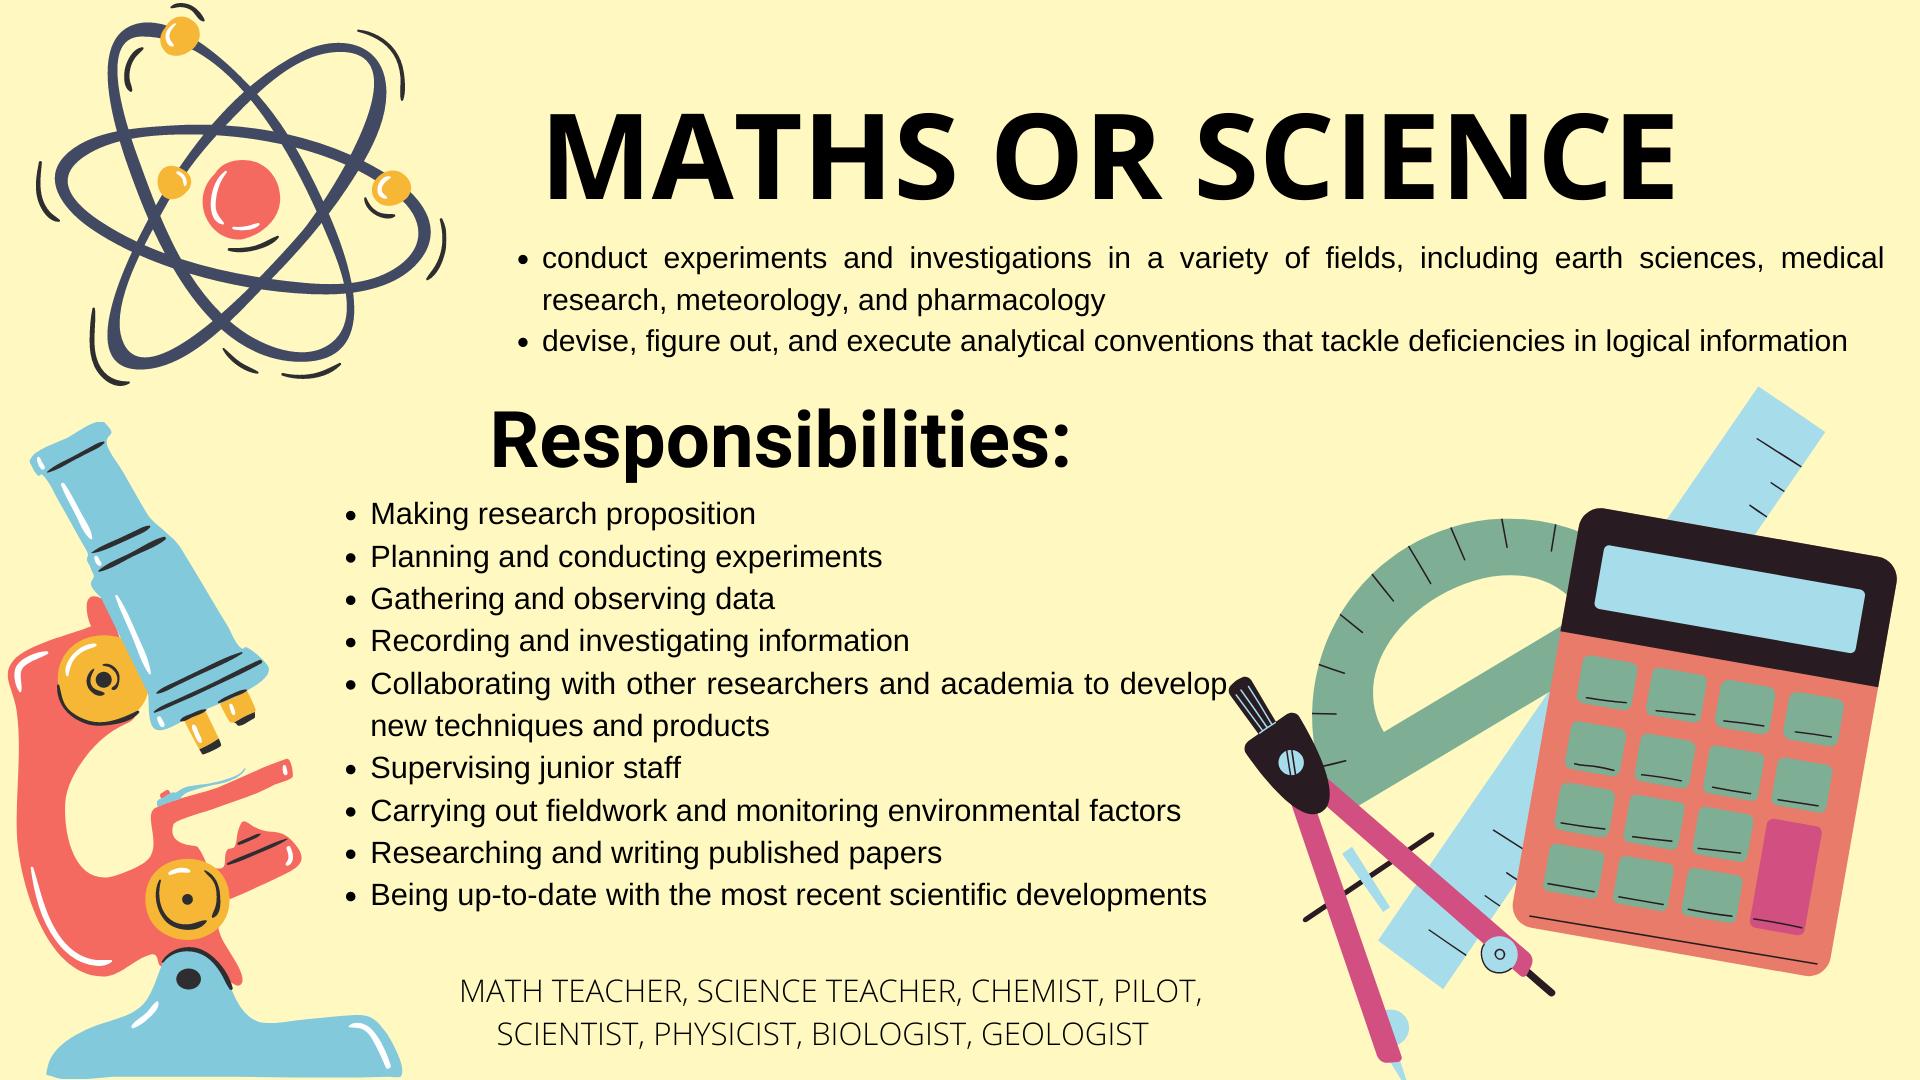 MATHS OR SCIENCE
• conduct experiments and investigations in a variety of fields, including earth sciences, medical
research, meteorology, and pharmacology
• devise, figure out, and execute analytical conventions that tackle deficiencies in logical information
Responsibilities:
• Making research proposition
• Planning and conducting experiments
• Gathering and observing data
• Recording and investigating information
• Collaborating with other researchers and academia to develop
new techniques and products
• Supervising junior staff
• Carrying out fieldwork and monitoring environmental factors
• Researching and writing published papers
• Being up-to-date with the most recent scientific developments
MATH TEACHER, SCIENCE TEACHER, CHEMIST, PILOT,
SCIENTIST, PHYSICIST, BIOLOGIST, GEOLOGIST